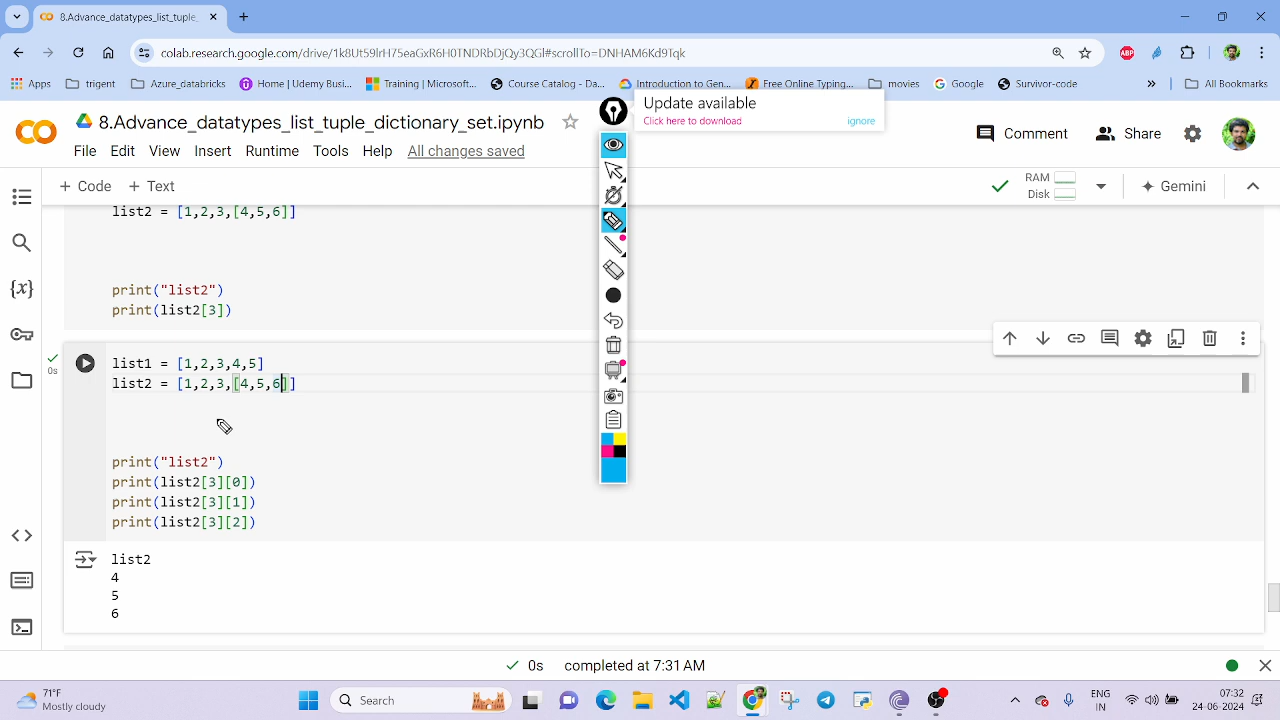 8.Advance_datatypes_list_tuple_
colab.research.google.com/drive/1k8Ut59lrH75eaGxR6H0TNDRbDjQy3QGl#scrollTo=DNHAM6Kd9Tqk
Apps
trigent
Azure databricks
Home | Udemy Busi...
Training | Microsoft...
Course Catalog - Da...
Introduction to Gen...
Free Online Typing...
movies
Google
Survivor-code
All Bookmarks
Update available
Click here to download
ignore
8.Advance_datatypes_list_tuple_dictionary_set.ipynb
File Edit View Insert Runtime Tools Help All changes saved
Comment
Share
+ Code + Text
RAM
Disk
Gemini
list2 = [1,2,3,[4,5,6]]
print("list2")
print(list2[3])
0s
list1 = [1,2,3,4,5]
list2 = [1,2,3,[4,5,6]]
print("list2")
print(list2[3][0])
print(list2[3][1])
print(list2[3][2])
list2
4
5
6
0s completed at 7:31 AM
71°F
Mostly cloudy
Search
ENG
IN
07:32
24-06-2024